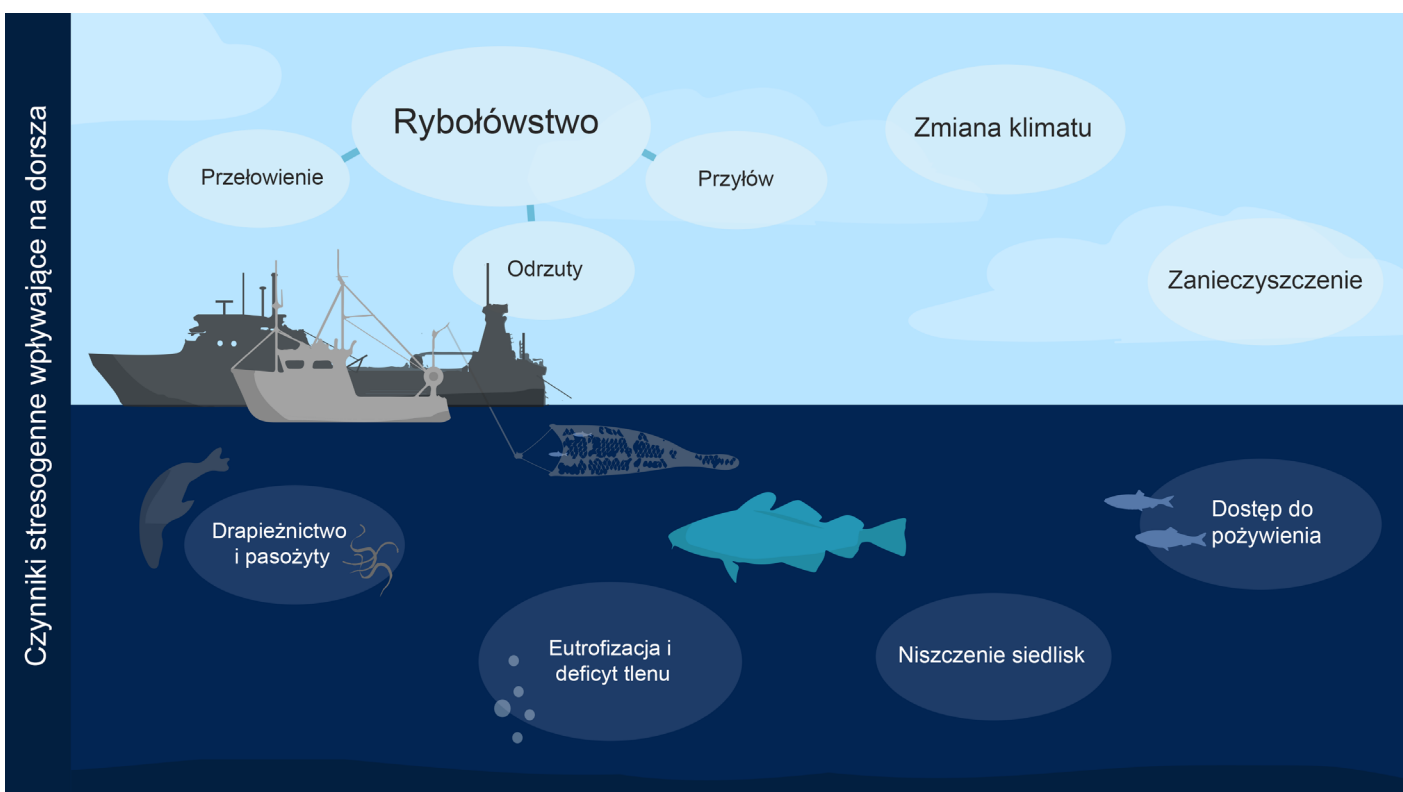 Czynniki stresogenne wpływające na dorsza
Rybołówstwo
Przełowienie
Przyłów
Odrzuty
Zmiana klimatu
Zanieczyszczenie
Drapieżnictwo
i pasożyty
Dostęp do
pożywienia
Eutrofizacja i
deficyt tlenu
Niszczenie siedlisk